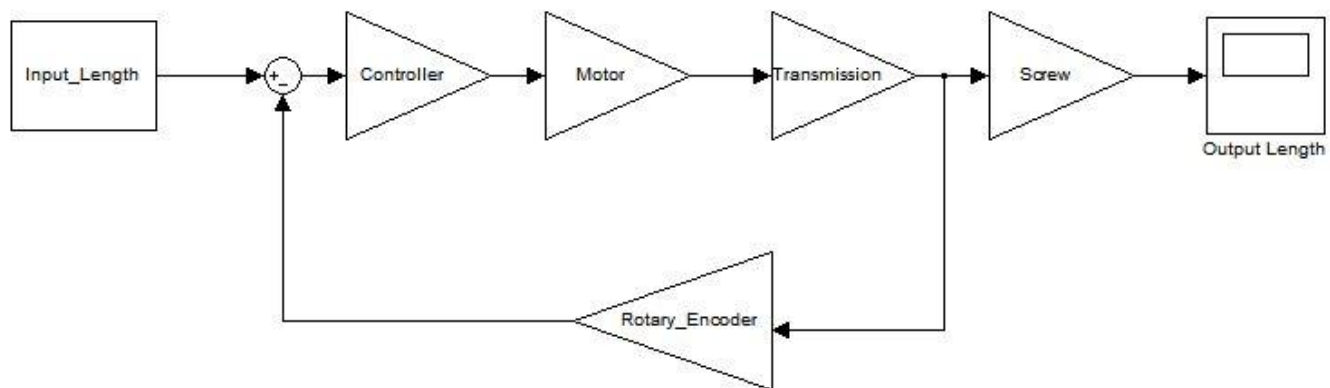 Input_Length
+
−
Controller
Motor
Transmission
Screw
Output Length
Rotary_Encoder